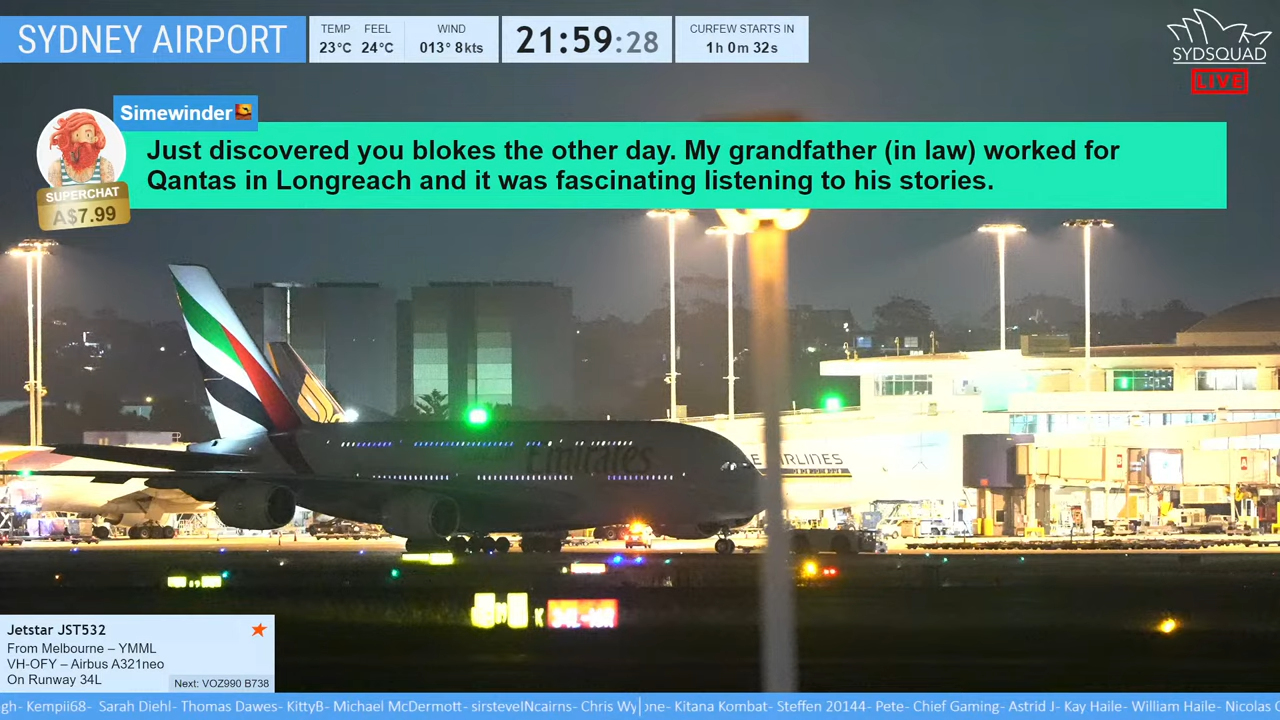 SYDNEY AIRPORT
TEMP FEEL WIND
23°C 24°C 013° 8kts
21:59:28
CURFEW STARTS IN
1h 0m 32s
SYDSQUAD
LIVE
Simewinder
Just discovered you blokes the other day. My grandfather (in law) worked for
Qantas in Longreach and it was fascinating listening to his stories.
SUPERCHAT
A$7.99
Emirates
E AIRLINES
Jetstar JST532
From Melbourne – YMML
VH-OFY – Airbus A321neo
On Runway 34L
Next: VOZ990 B738
gh- Kempii68- Sarah Diehl- Thomas Dawes- KittyB- Michael McDermott- sirsteveINcairns- Chris Wy one- Kitana Kombat- Steffen 20144- Pete- Chief Gaming- Astrid J- Kay Haile- William Haile- Nicolas